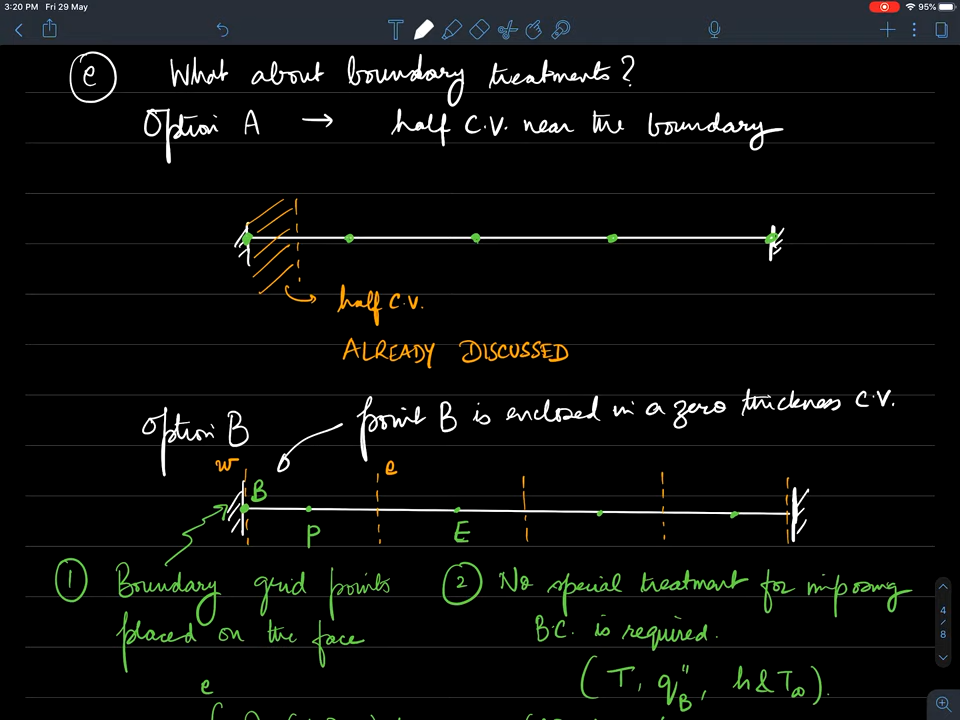 3:20 PM Fri 29 May
95%
e What about boundary treatments?
Option A → half C.V. near the boundary
half C.V.
ALREADY DISCUSSED
Option B
point B is enclosed in a zero thickness C.V.
w e
B
P E
1 Boundary grid points
placed on the face
2 No special treatment for imposing
B.C. is required.
(T, q"B, h & T∞).
e
4
/
8